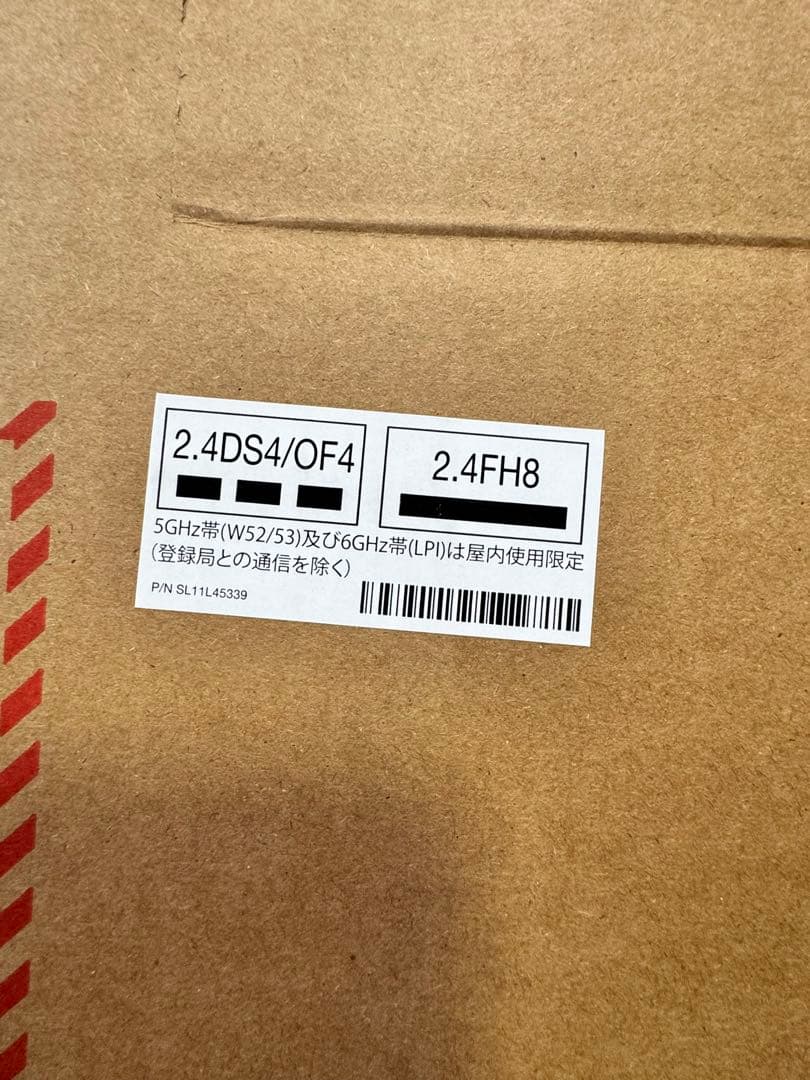 2.4DS4/OF4
2.4FH8
5GHz帯(W52/53)及び6GHz帯(LPI)は屋内使用限定
(登録局との通信を除く)
P/N SL11L45339